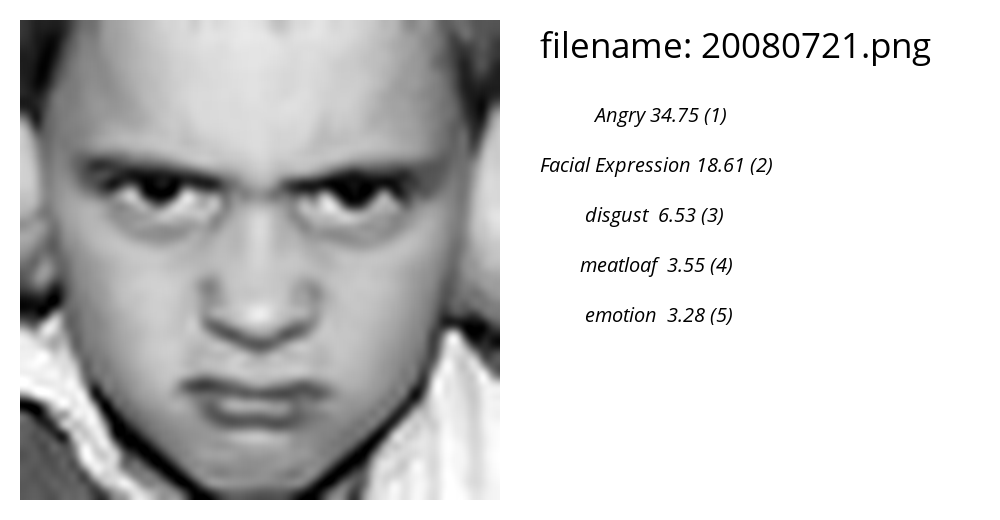 filename: 20080721.png
Angry 34.75 (1)
Facial Expression 18.61 (2)
disgust 6.53 (3)
meatloaf 3.55 (4)
emotion 3.28 (5)